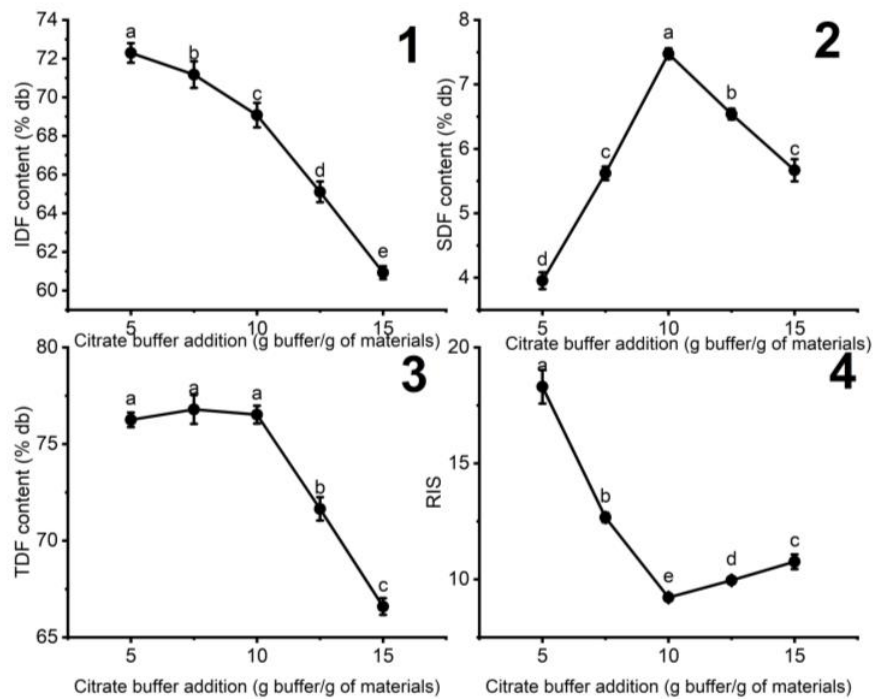 1
IDF content (% db)
74
72
70
68
66
64
62
60
a
b
c
d
e
5
10
15
Citrate buffer addition (g buffer/g of materials)
2
SDF content (% db)
8
7
6
5
4
d
c
a
b
c
5
10
15
Citrate buffer addition (g buffer/g of materials)
3
TDF content (% db)
80
75
70
65
a
a
a
b
c
5
10
15
Citrate buffer addition (g buffer/g of materials)
4
RIS
20
15
10
a
b
e
d
c
5
10
15
Citrate buffer addition (g buffer/g of materials)